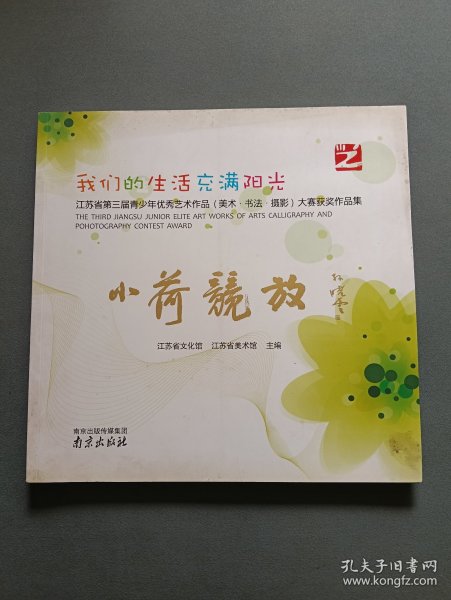 我们的生活充满阳光
江苏省第三届青少年优秀艺术作品（美术·书法·摄影）大赛获奖作品集
THE THIRD JIANGSU JUNIOR ELITE ART WORKS OF ARTS CALLIGRAPHY AND
POHOTOGRAPHY CONTEST AWARD
小荷競放
江苏省文化馆 江苏省美术馆 主编
南京出版传媒集团
南京出版社
孔夫子旧书网
www.kongfz.com